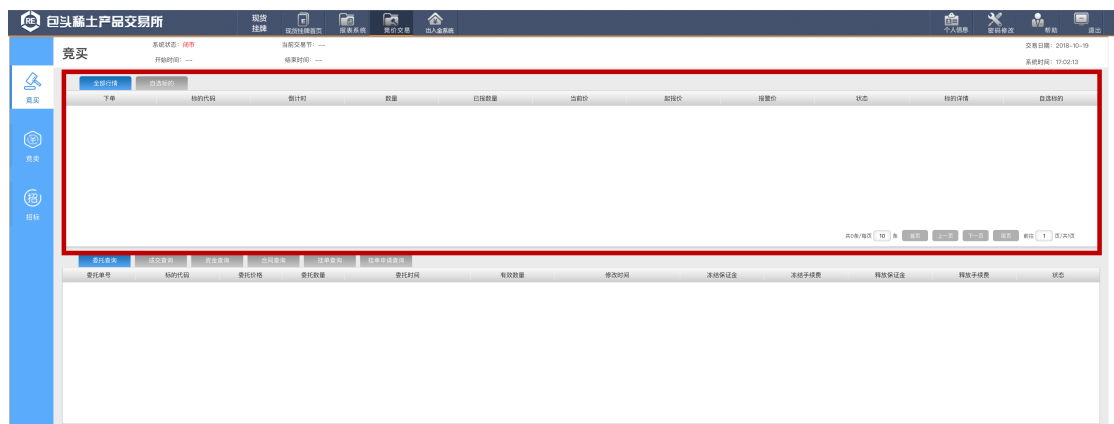 RE 包头稀土产品交易所 现货挂牌 现货挂牌首页 报表系统 竞价交易 出入金系统 个人信息 密码修改 帮助 退出
竞买 系统状态：闭市 当前交易节：--- 交易日期：2018-10-19
开始时间：--- 结束时间：--- 系统时间：17:02:13
全部行情 自选标的
下单 标的代码 倒计时 数量 已报数量 当前价 起报价 报警价 状态 标的详情 自选标的
竞买
竞卖
招
招标
共0条/每页 10 条 首页 上一页 下一页 尾页 前往 1 页/共1页
委托查询 成交查询 资金查询 合同查询 挂单查询 挂单申请查询
委托单号 标的代码 委托价格 委托数量 委托时间 有效数量 修改时间 冻结保证金 冻结手续费 释放保证金 释放手续费 状态